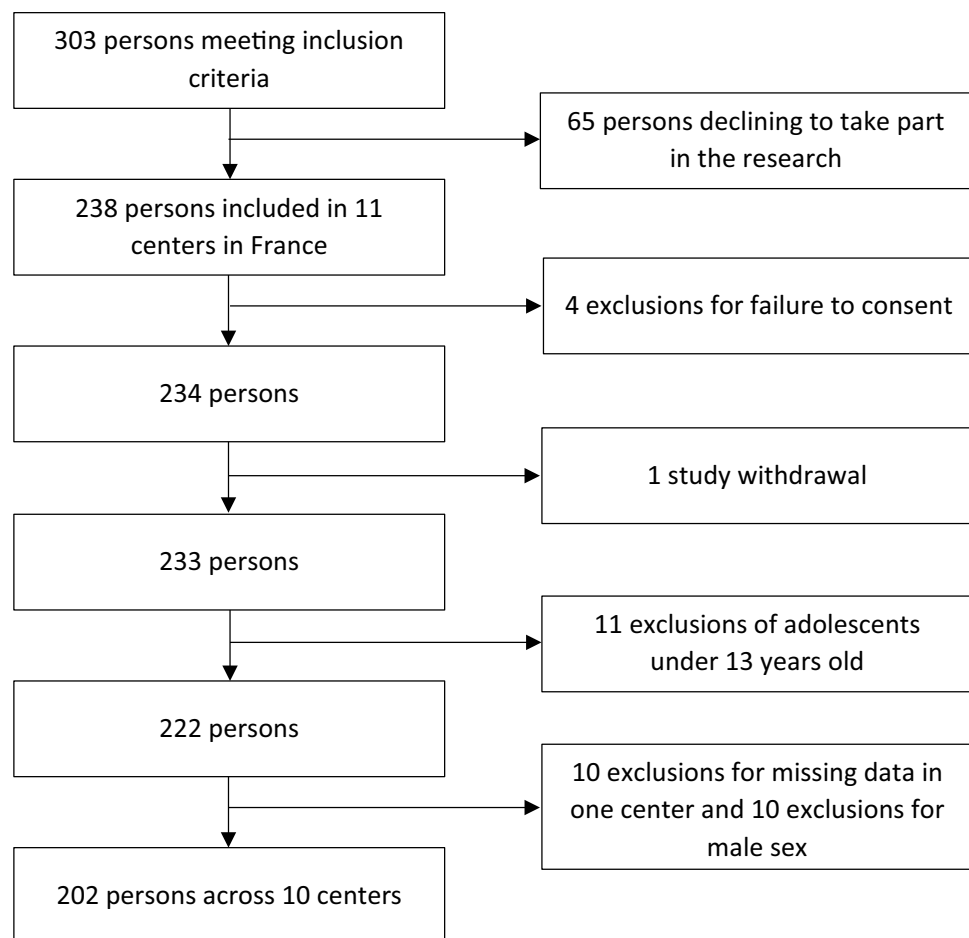 303 persons meeting inclusion
criteria
65 persons declining to take part
in the research
238 persons included in 11
centers in France
4 exclusions for failure to consent
234 persons
1 study withdrawal
233 persons
11 exclusions of adolescents
under 13 years old
222 persons
10 exclusions for missing data in
one center and 10 exclusions for
male sex
202 persons across 10 centers